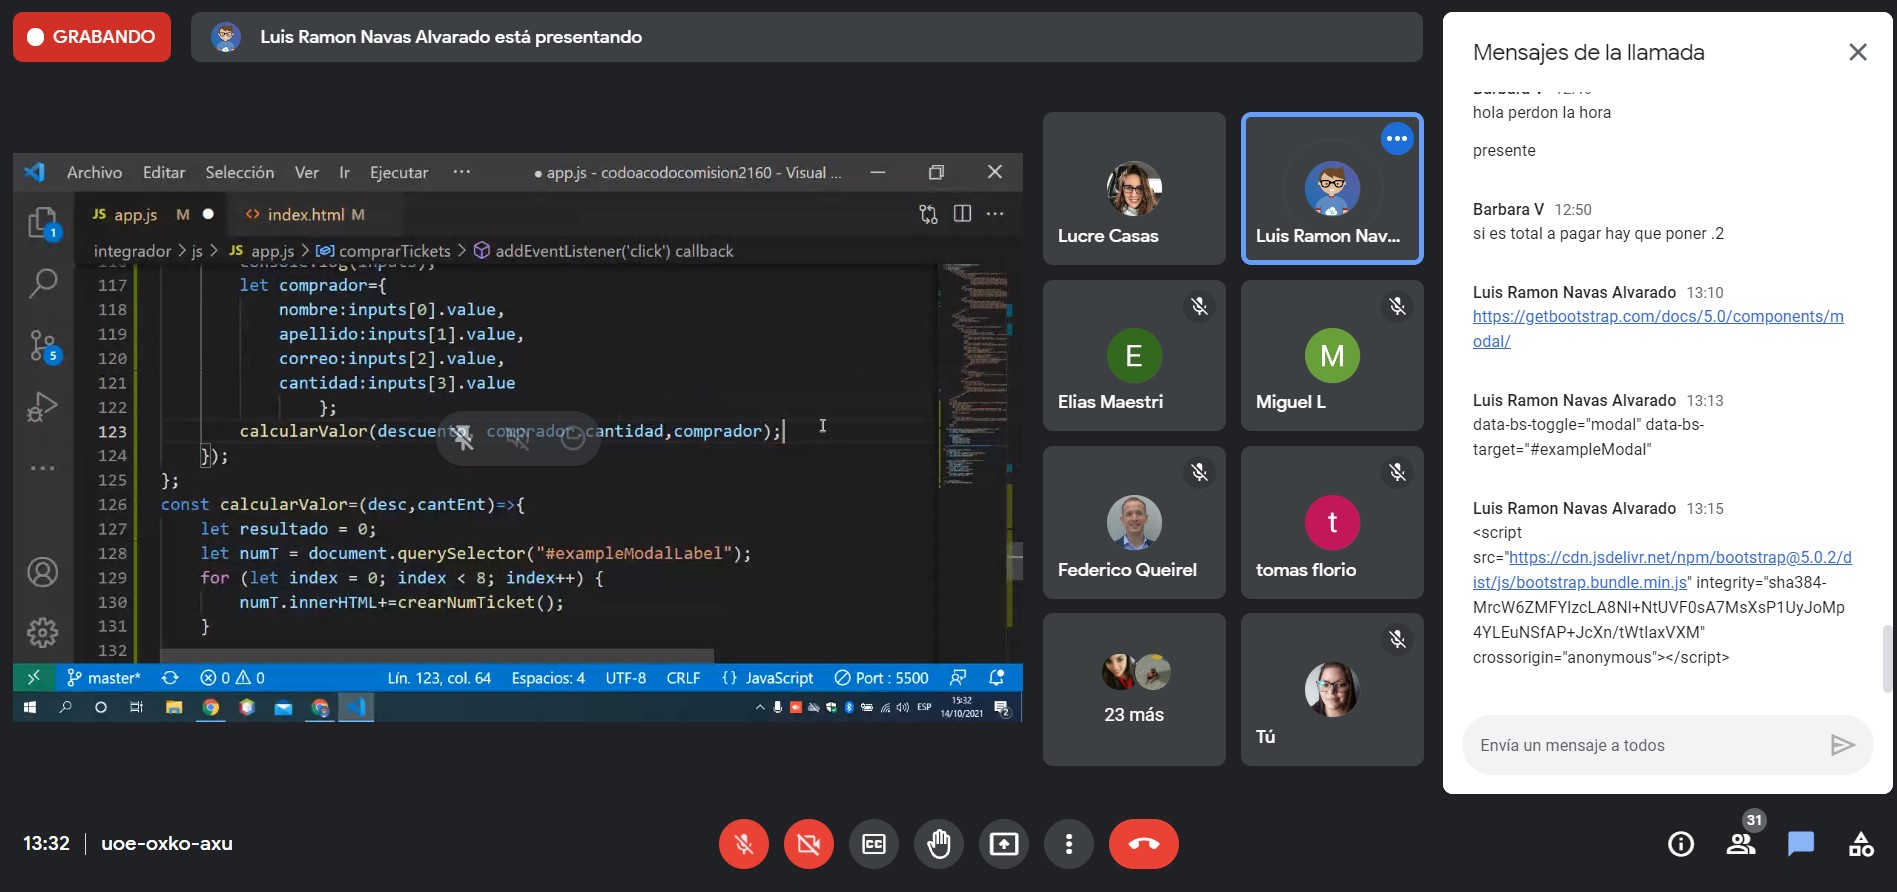 GRABANDO
Luis Ramon Navas Alvarado está presentando
Archivo Editar Selección Ver Ir Ejecutar ··· ● app.js - codoacodocomision2160 - Visual ...
JS app.js M ● <> index.html M
integrador > js > JS app.js > comprarTickets > addEventListener('click') callback
1
5
117 let comprador={
118 nombre:inputs[0].value,
119 apellido:inputs[1].value,
120 correo:inputs[2].value,
121 cantidad:inputs[3].value
122 };
123 calcularValor(descuento, comprador.cantidad,comprador);
124 });
125 };
126 const calcularValor=(desc,cantEnt)=>{
127 let resultado = 0;
128 let numT = document.querySelector("#exampleModalLabel");
129 for (let index = 0; index < 8; index++) {
130 numT.innerHTML+=crearNumTicket();
131 }
132
master* 0 0 Lín. 123, col. 64 Espacios: 4 UTF-8 CRLF {} JavaScript Port : 5500
ESP 15:32
14/10/2021 2
Lucre Casas
Luis Ramon Nav...
E
Elias Maestri
M
Miguel L
Federico Queirel
t
tomas florio
23 más
Tú
Mensajes de la llamada
hola perdon la hora
presente
Barbara V 12:50
si es total a pagar hay que poner .2
Luis Ramon Navas Alvarado 13:10
https://getbootstrap.com/docs/5.0/components/m
odal/
Luis Ramon Navas Alvarado 13:13
data-bs-toggle="modal" data-bs-
target="#exampleModal"
Luis Ramon Navas Alvarado 13:15
<script
src="https://cdn.jsdelivr.net/npm/bootstrap@5.0.2/d
ist/js/bootstrap.bundle.min.js" integrity="sha384-
MrcW6ZMFYlzcLA8Nl+NtUVF0sA7MsXsP1UyJoMp
4YLEuNSfAP+JcXn/tWtIaxVXM"
crossorigin="anonymous"></script>
Envía un mensaje a todos
13:32 | uoe-oxko-axu
CC
31